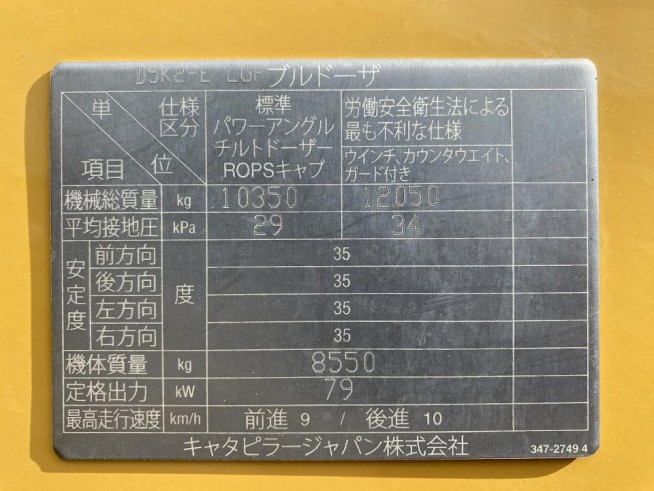 D5K2-E LGP ブルドーザ
単位
仕様区分
項目
標準
パワーアングル
チルトドーザー
ROPSキャブ
労働安全衛生法による
最も不利な仕様
ウインチ、カウンタウエイト、
ガード付き
機械総質量 kg 10350 12050
平均接地圧 kPa 29 34
安定度 前方向 度 35
後方向 35
左方向 35
右方向 35
機体質量 kg 8550
定格出力 kW 79
最高走行速度 km/h 前進 9 / 後進 10
キャタピラージャパン株式会社
347-2749 4